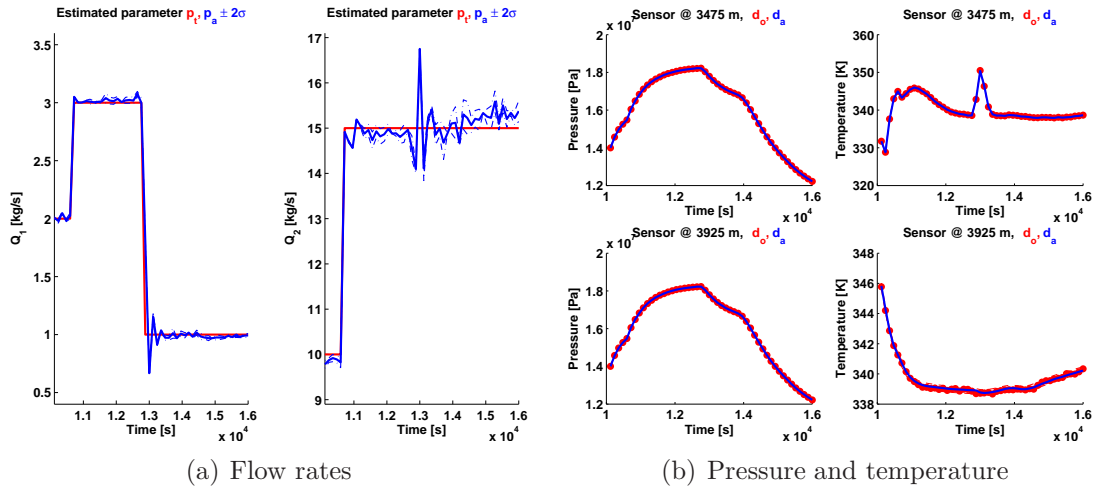 Estimated parameter p_t, p_a ± 2σ
3.5
3
2.5
2
1.5
1
0.5
Q_1 [kg/s]
1.1 1.2 1.3 1.4 1.5 1.6
Time [s]
x 10^4
Estimated parameter p_t, p_a ± 2σ
17
16
15
14
13
12
11
10
9
Q_2 [kg/s]
1.1 1.2 1.3 1.4 1.5 1.6
Time [s]
x 10^4
(a) Flow rates
Sensor @ 3475 m, d_o, d_a
x 10^7
2
1.8
1.6
1.4
1.2
Pressure [Pa]
1 1.2 1.4 1.6
Time [s]
x 10^4
Sensor @ 3475 m, d_o, d_a
360
350
340
330
320
Temperature [K]
1 1.2 1.4 1.6
Time [s]
x 10^4
Sensor @ 3925 m, d_o, d_a
x 10^7
2
1.8
1.6
1.4
1.2
Pressure [Pa]
1 1.2 1.4 1.6
Time [s]
x 10^4
Sensor @ 3925 m, d_o, d_a
348
346
344
342
340
338
Temperature [K]
1 1.2 1.4 1.6
Time [s]
x 10^4
(b) Pressure and temperature